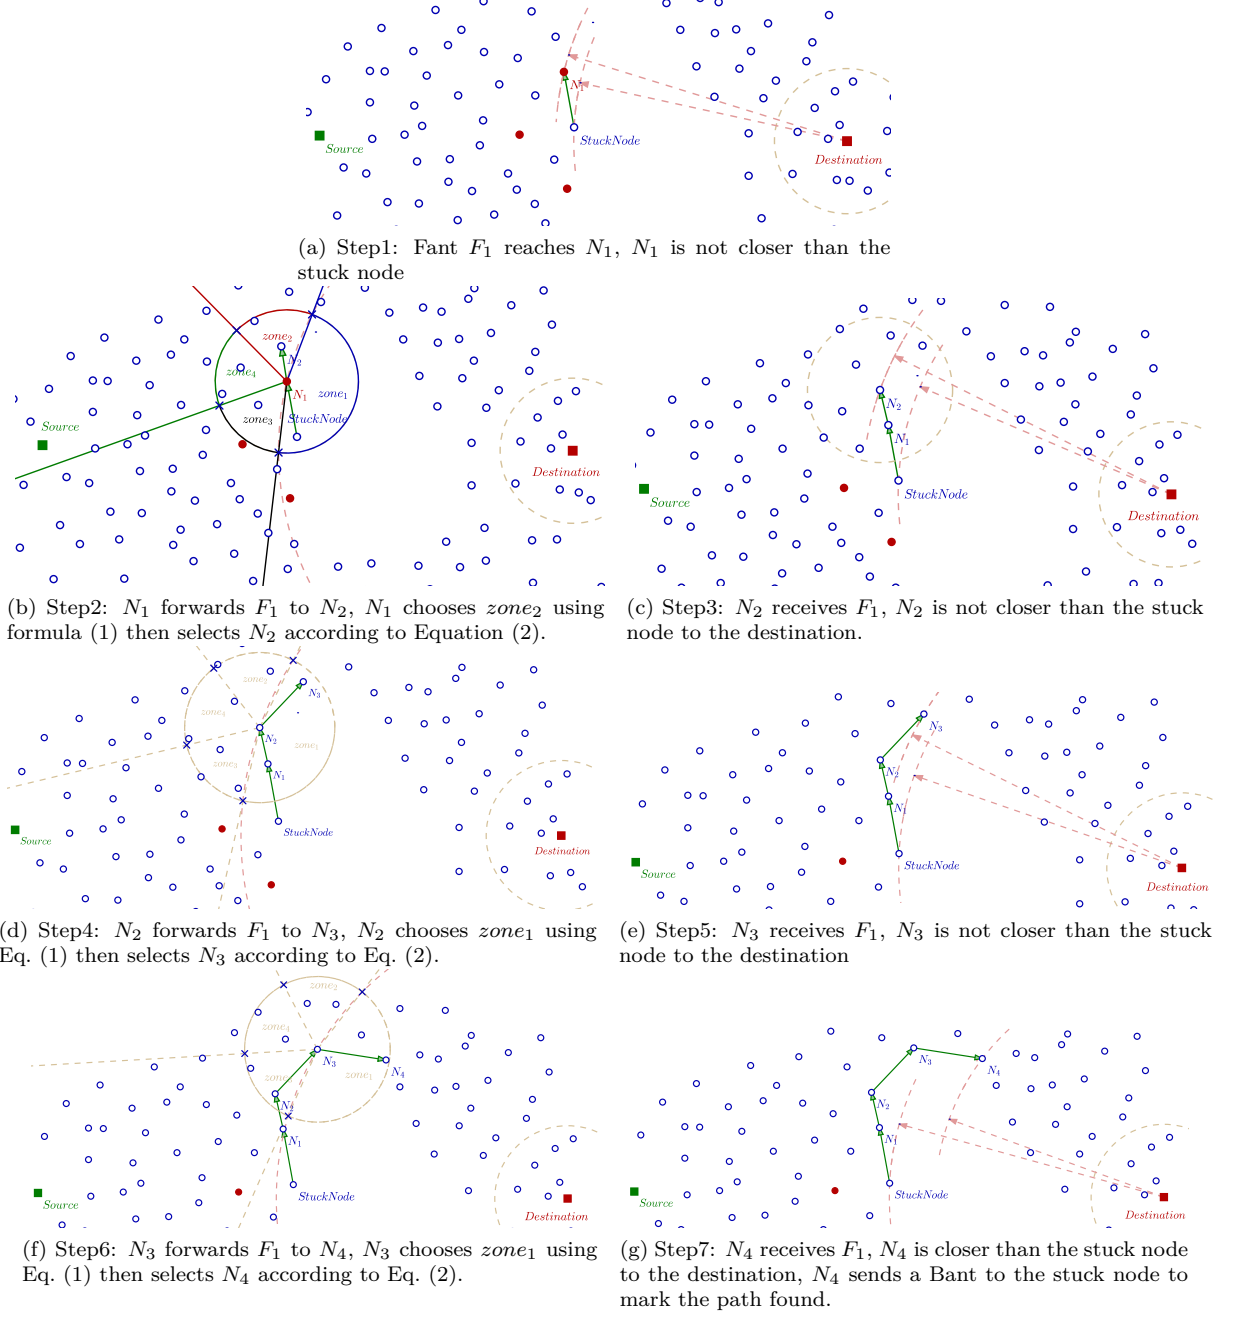 N₁
StuckNode
Source
Destination
(a) Step1: Fant F₁ reaches N₁, N₁ is not closer than the
stuck node
zone₂
N₂
zone₄
N₁
zone₁
zone₃
StuckNode
Source
Destination
(b) Step2: N₁ forwards F₁ to N₂, N₁ chooses zone₂ using
formula (1) then selects N₂ according to Equation (2).
N₂
N₁
StuckNode
Source
Destination
(c) Step3: N₂ receives F₁, N₂ is not closer than the stuck
node to the destination.
zone₂
N₃
zone₄
N₂
zone₁
zone₃
N₁
StuckNode
Source
Destination
(d) Step4: N₂ forwards F₁ to N₃, N₂ chooses zone₁ using
Eq. (1) then selects N₃ according to Eq. (2).
N₃
N₂
N₁
StuckNode
Source
Destination
(e) Step5: N₃ receives F₁, N₃ is not closer than the stuck
node to the destination
zone₂
zone₄
N₃
N₄
zone₁
N₂
N₁
StuckNode
Source
Destination
(f) Step6: N₃ forwards F₁ to N₄, N₃ chooses zone₁ using
Eq. (1) then selects N₄ according to Eq. (2).
N₃
N₄
N₂
N₁
StuckNode
Source
Destination
(g) Step7: N₄ receives F₁, N₄ is closer than the stuck node
to the destination, N₄ sends a Bant to the stuck node to
mark the path found.